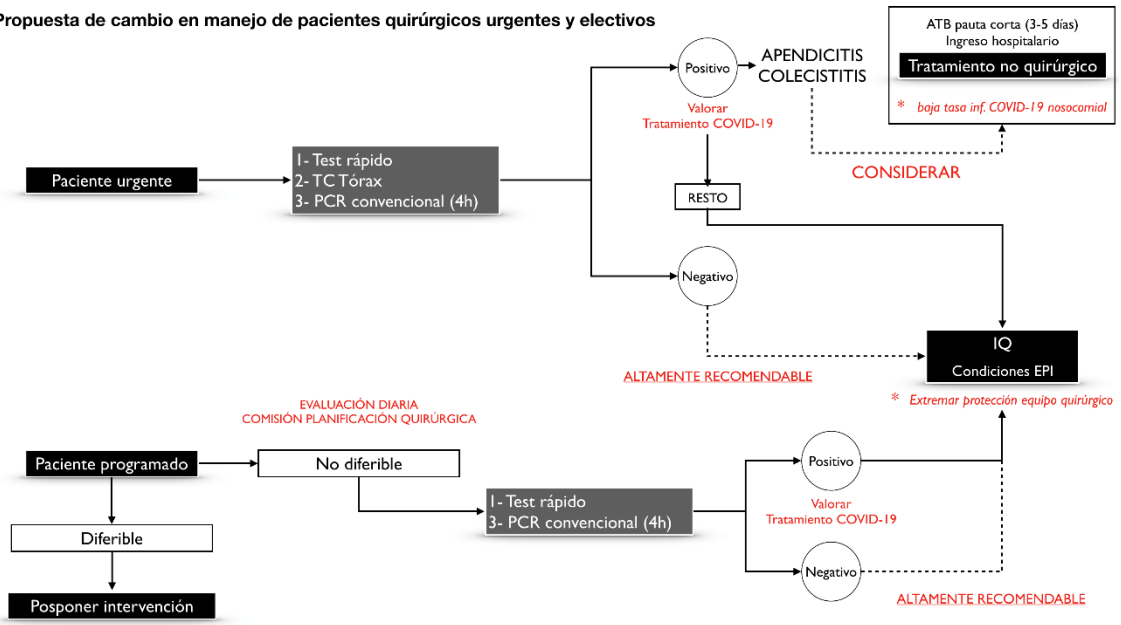 Propuesta de cambio en manejo de pacientes quirúrgicos urgentes y electivos
ATB pauta corta (3-5 días)
Ingreso hospitalario
Tratamiento no quirúrgico
* baja tasa inf. COVID-19 nosocomial
Positivo
APENDICITIS
COLECISTITIS
Valorar
Tratamiento COVID-19
CONSIDERAR
Paciente urgente
1- Test rápido
2- TC Tórax
3- PCR convencional (4h)
RESTO
Negativo
ALTAMENTE RECOMENDABLE
IQ
Condiciones EPI
* Extremar protección equipo quirúrgico
EVALUACIÓN DIARIA
COMISIÓN PLANIFICACIÓN QUIRÚRGICA
Paciente programado
No diferible
1- Test rápido
3- PCR convencional (4h)
Positivo
Valorar
Tratamiento COVID-19
Negativo
ALTAMENTE RECOMENDABLE
Diferible
Posponer intervención